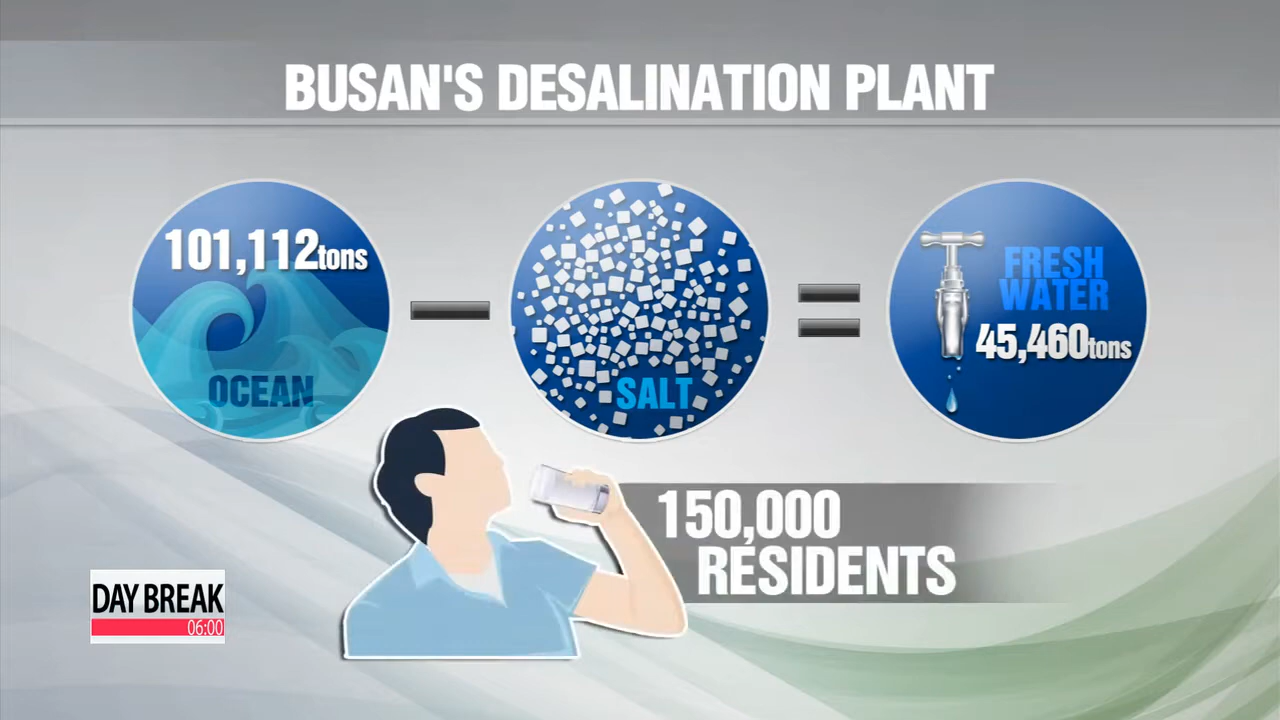 BUSAN'S DESALINATION PLANT
101,112tons
OCEAN
SALT
FRESH
WATER
45,460tons
150,000
RESIDENTS
DAY BREAK
06:00